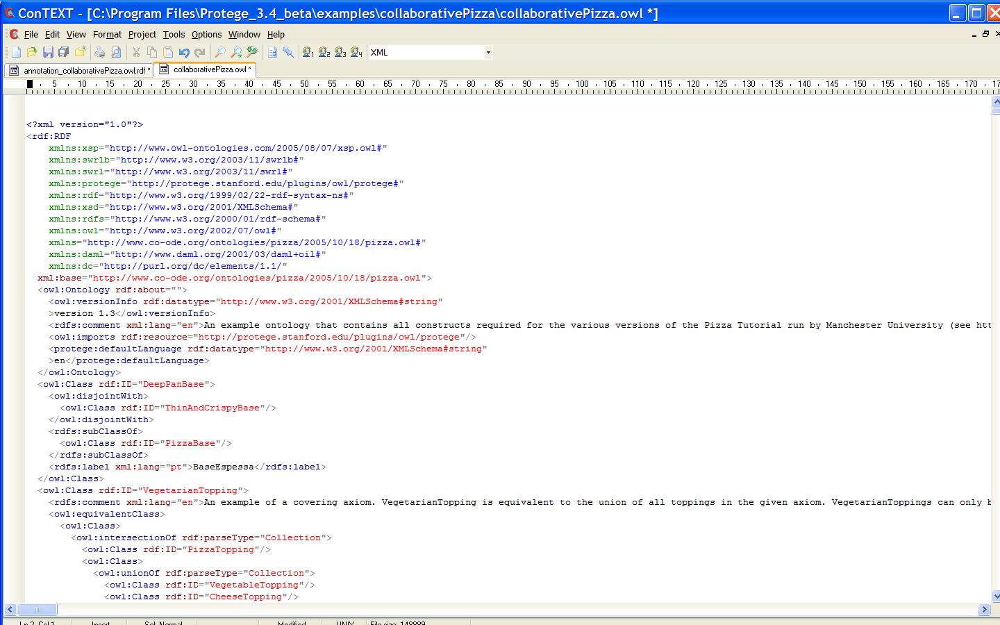 ConTEXT - [C:\Program Files\Protege_3.4_beta\examples\collaborativePizza\collaborativePizza.owl *]
File Edit View Format Project Tools Options Window Help
XML
annotation_collaborativePizza.owl.rdf * collaborativePizza.owl *
5 10 15 20 25 30 35 40 45 50 55 60 65 70 75 80 85 90 95 100 105 110 115 120 125 130 135 140 145 150 155 160 165 170 17
<?xml version="1.0"?>
<rdf:RDF
xmlns:xsp="http://www.owl-ontologies.com/2005/08/07/xsp.owl#"
xmlns:swrlb="http://www.w3.org/2003/11/swrlb#"
xmlns:swrl="http://www.w3.org/2003/11/swrl#"
xmlns:protege="http://protege.stanford.edu/plugins/owl/protege#"
xmlns:rdf="http://www.w3.org/1999/02/22-rdf-syntax-ns#"
xmlns:xsd="http://www.w3.org/2001/XMLSchema#"
xmlns:rdfs="http://www.w3.org/2000/01/rdf-schema#"
xmlns:owl="http://www.w3.org/2002/07/owl#"
xmlns="http://www.co-ode.org/ontologies/pizza/2005/10/18/pizza.owl#"
xmlns:daml="http://www.daml.org/2001/03/daml+oil#"
xmlns:dc="http://purl.org/dc/elements/1.1/"
xml:base="http://www.co-ode.org/ontologies/pizza/2005/10/18/pizza.owl">
<owl:Ontology rdf:about="">
<owl:versionInfo rdf:datatype="http://www.w3.org/2001/XMLSchema#string"
>version 1.3</owl:versionInfo>
<rdfs:comment xml:lang="en">An example ontology that contains all constructs required for the various versions of the Pizza Tutorial run by Manchester University (see htt
<owl:imports rdf:resource="http://protege.stanford.edu/plugins/owl/protege"/>
<protege:defaultLanguage rdf:datatype="http://www.w3.org/2001/XMLSchema#string"
>en</protege:defaultLanguage>
</owl:Ontology>
<owl:Class rdf:ID="DeepPanBase">
<owl:disjointWith>
<owl:Class rdf:ID="ThinAndCrispyBase"/>
</owl:disjointWith>
<rdfs:subClassOf>
<owl:Class rdf:ID="PizzaBase"/>
</rdfs:subClassOf>
<rdfs:label xml:lang="pt">BaseEspessa</rdfs:label>
</owl:Class>
<owl:Class rdf:ID="VegetarianTopping">
<rdfs:comment xml:lang="en">An example of a covering axiom. VegetarianTopping is equivalent to the union of all toppings in the given axiom. VegetarianToppings can only b
<owl:equivalentClass>
<owl:Class>
<owl:intersectionOf rdf:parseType="Collection">
<owl:Class rdf:ID="PizzaTopping"/>
<owl:Class>
<owl:unionOf rdf:parseType="Collection">
<owl:Class rdf:ID="VegetableTopping"/>
<owl:Class rdf:ID="CheeseTopping"/>
Ln 2, Col 1 Insert Sel: Normal Modified UNIX File size: 148889